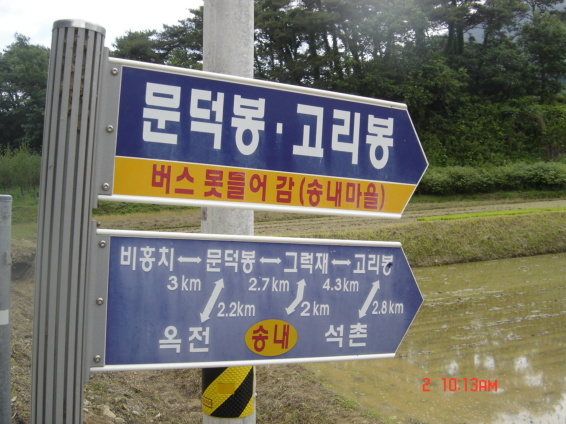 문덕봉·고리봉
버스 못들어 감 (송내마을)
비홍치↔문덕봉↔그럭재↔고리봉
3km 2.7km 4.3km
2.2km 2km 2.8km
옥전 송내 석촌
2 10:13AM